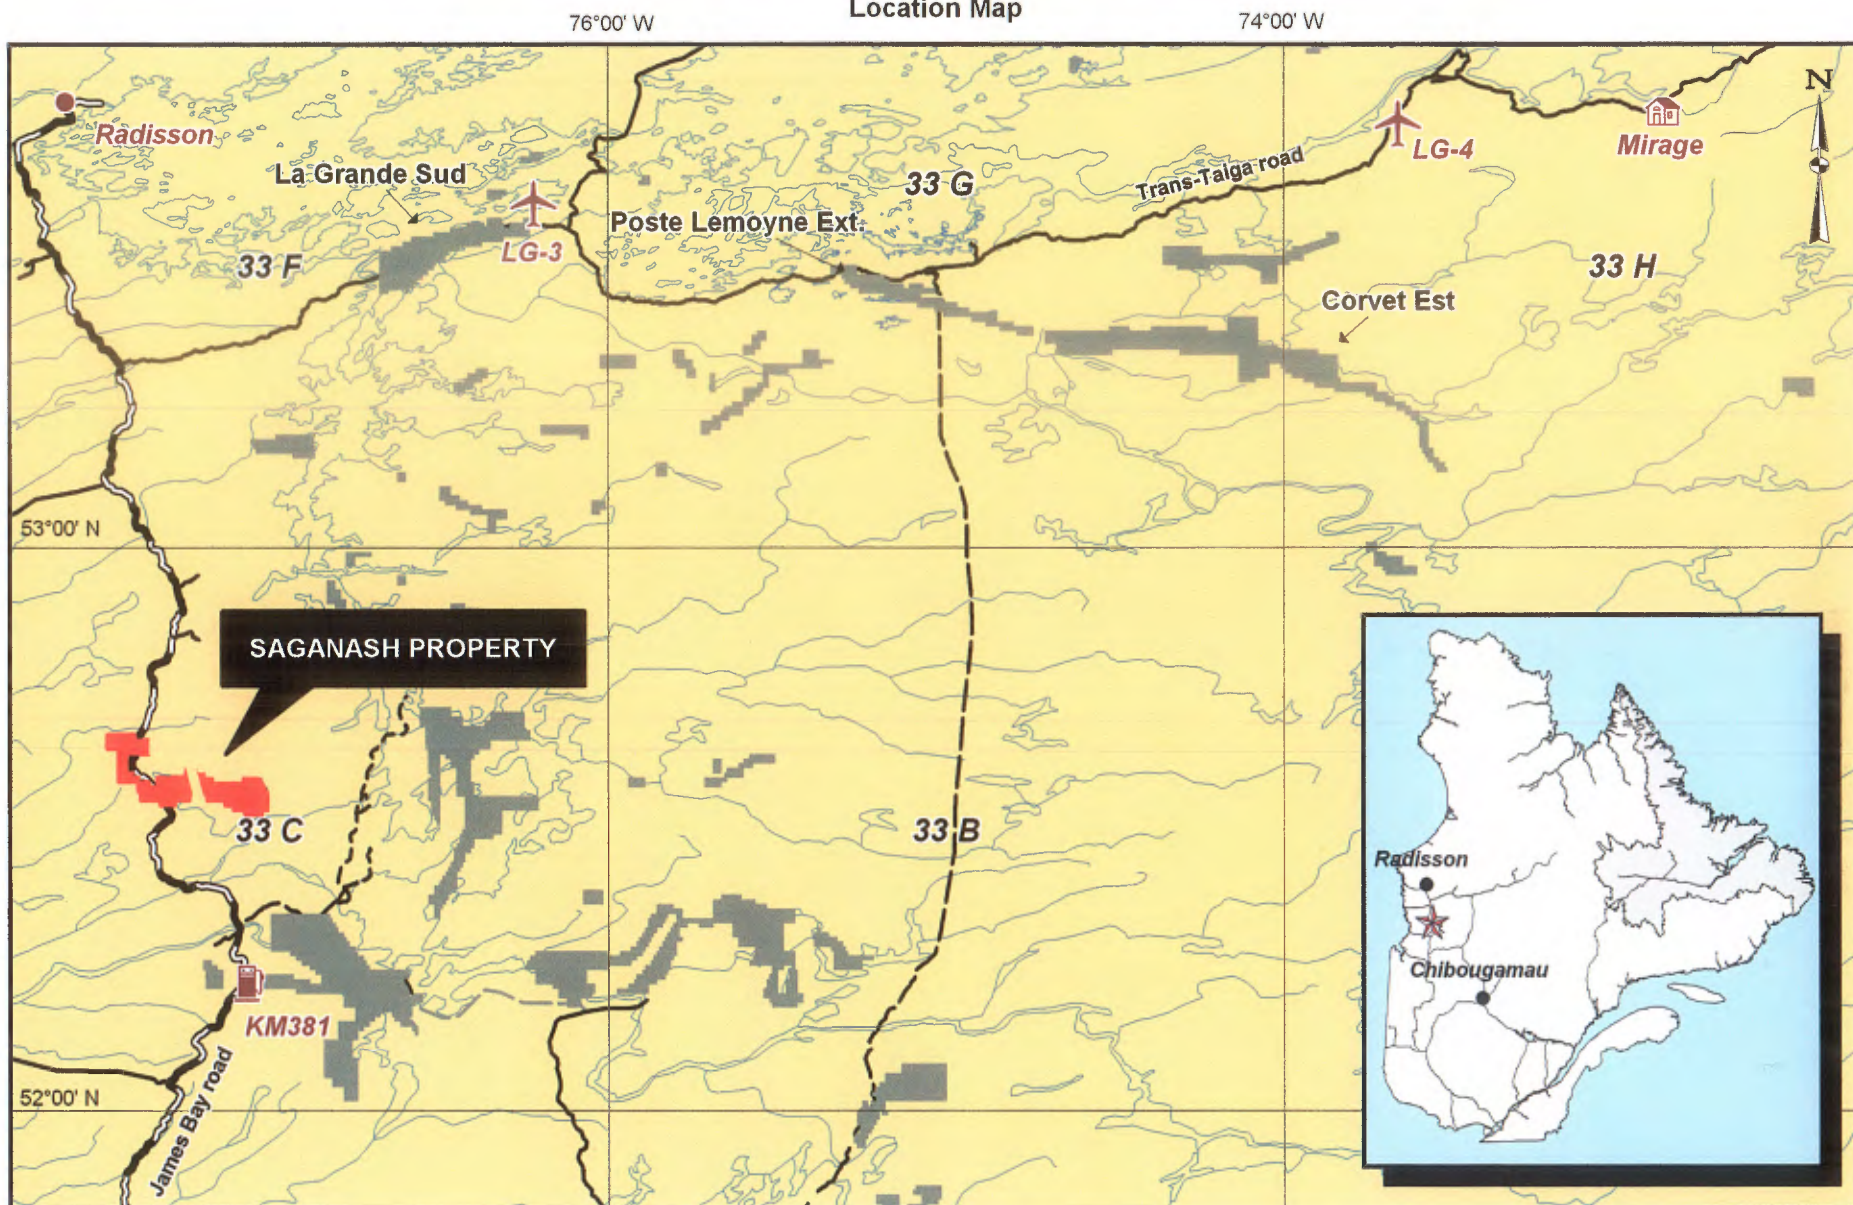 Location Map
76°00' W
74°00' W
N
Radisson
La Grande Sud
LG-3
33 F
33 G
Poste Lemoyne Ext.
Trans-Taiga road
LG-4
Mirage
33 H
Corvet Est
53°00' N
SAGANASH PROPERTY
33 C
33 B
KM381
52°00' N
James Bay road
Radisson
Chibougamau